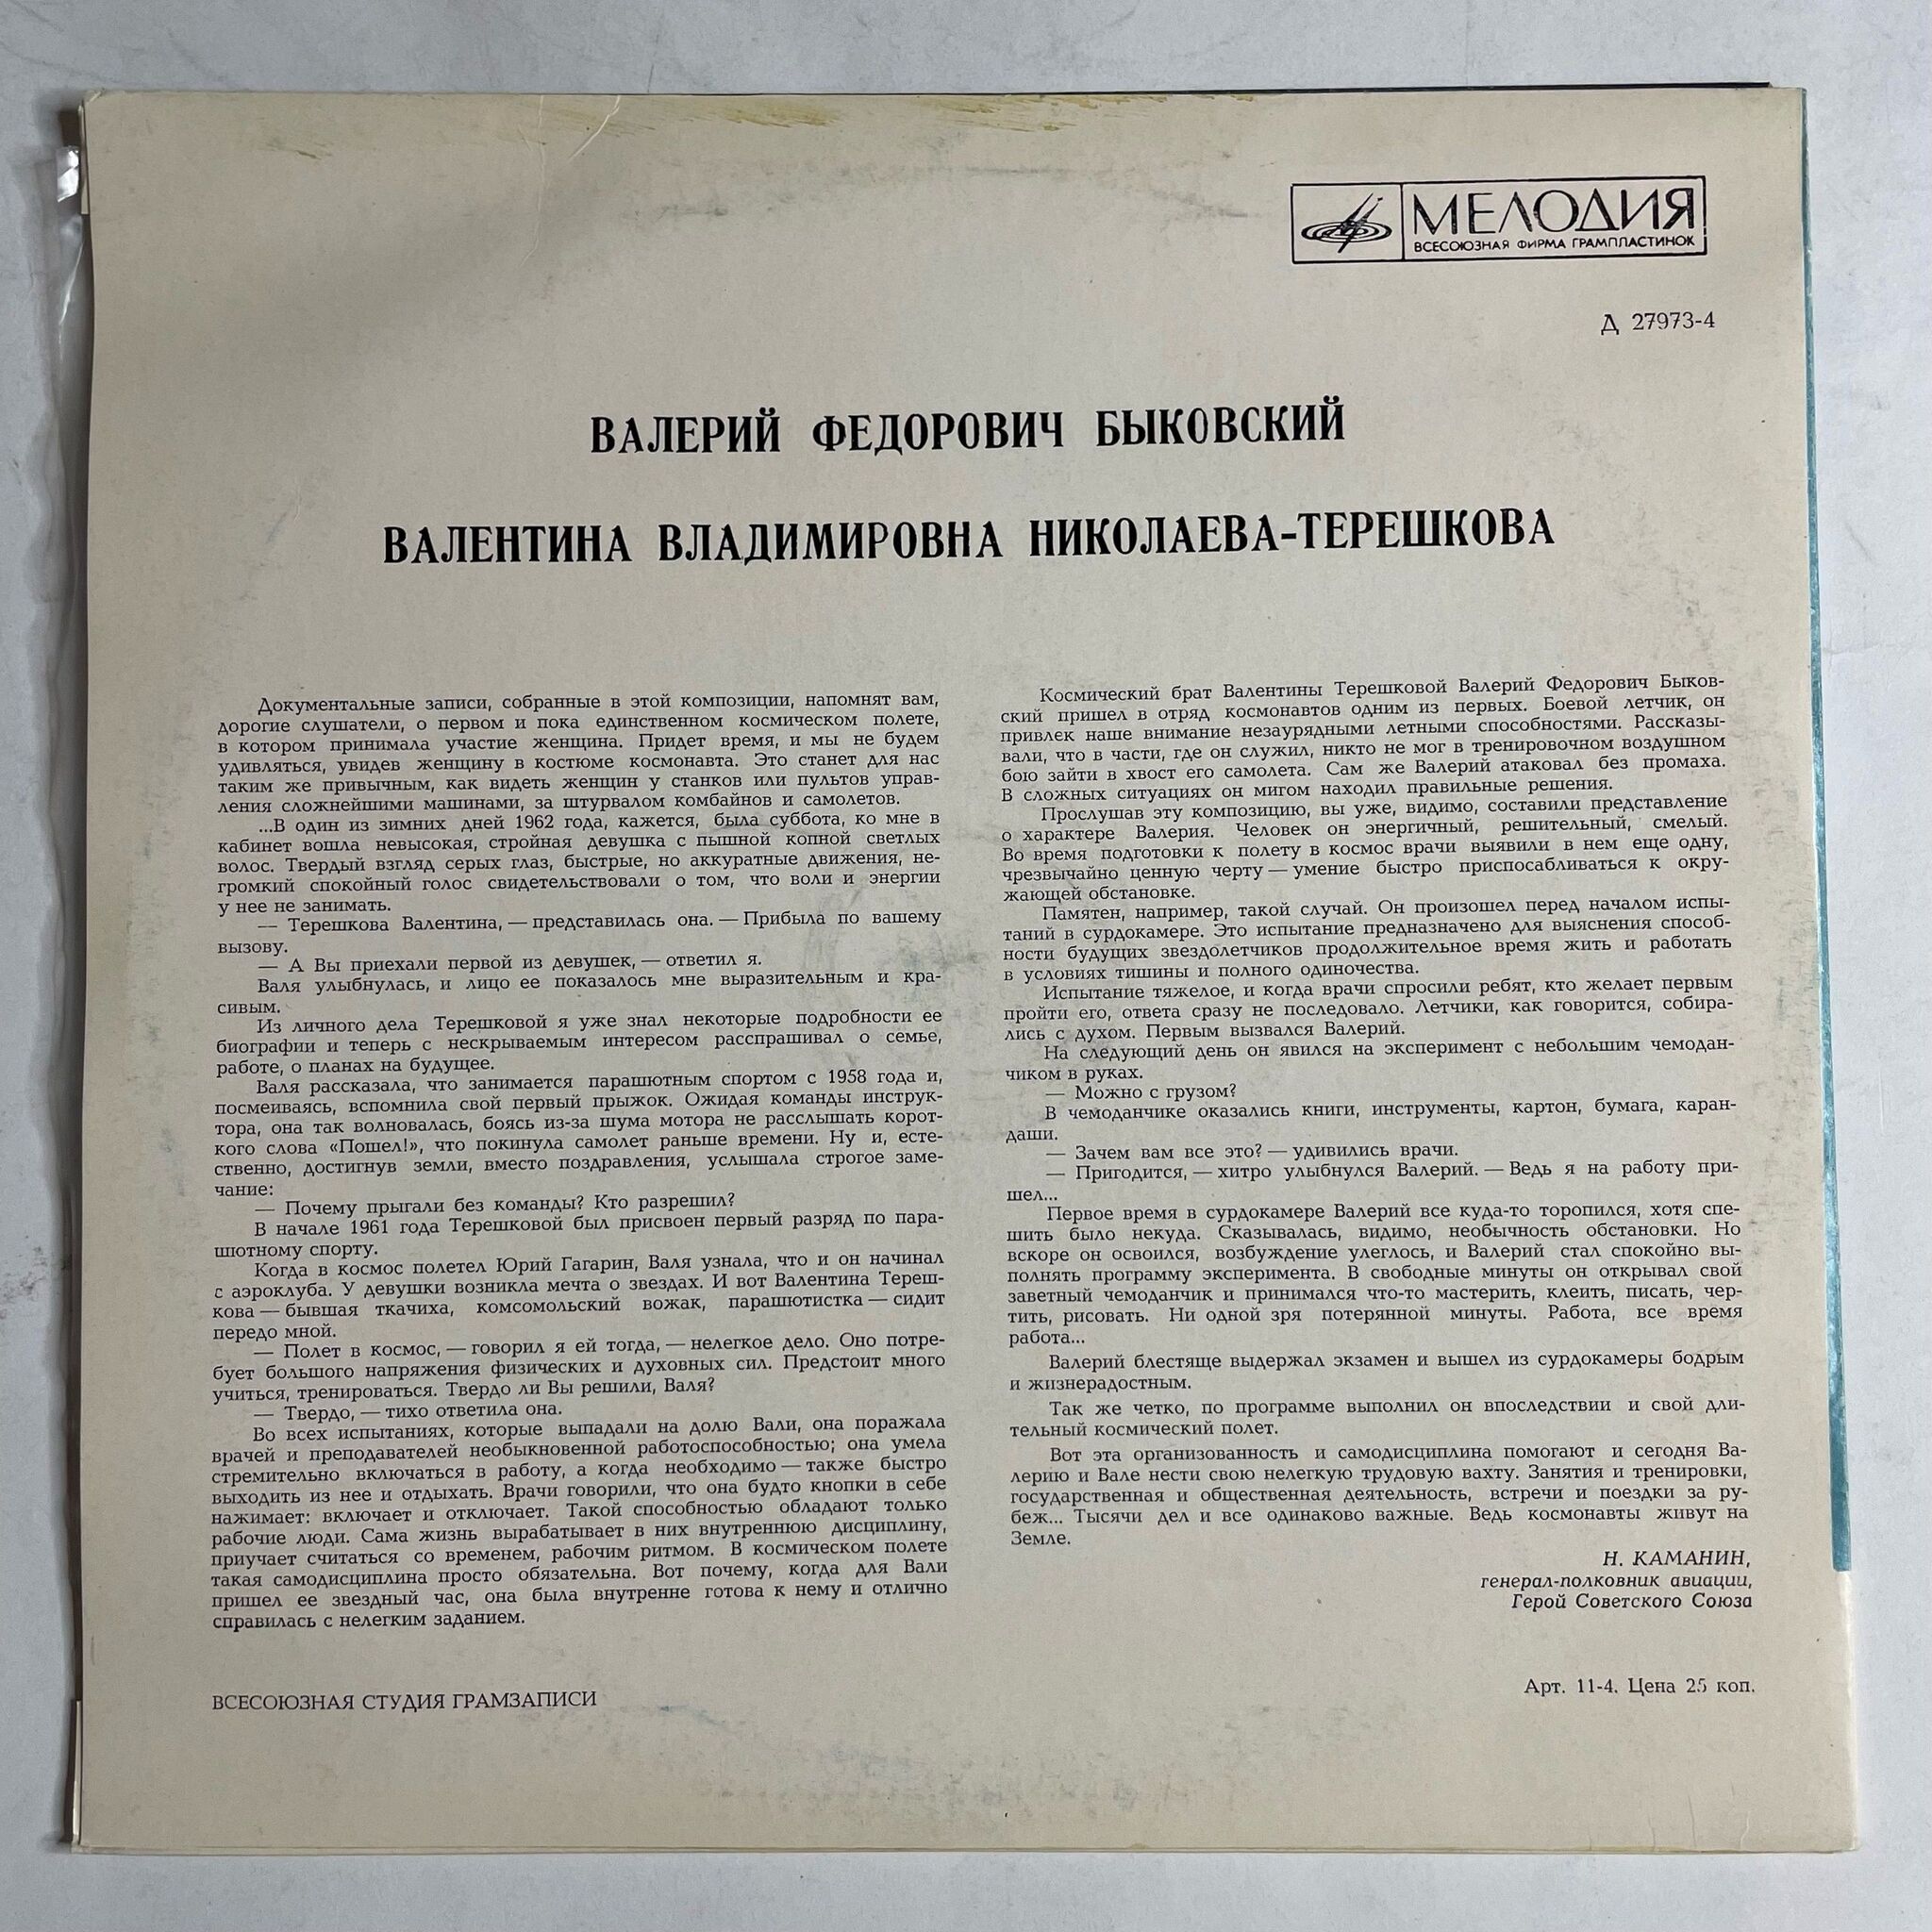 МЕЛОДИЯ
ВСЕСОЮЗНАЯ ФИРМА ГРАМПЛАСТИНОК
Д 27973-4
ВАЛЕРИЙ ФЕДОРОВИЧ БЫКОВСКИЙ
ВАЛЕНТИНА ВЛАДИМИРОВНА НИКОЛАЕВА-ТЕРЕШКОВА
Документальные записи, собранные в этой композиции, напомнят вам,
дорогие слушатели, о первом и пока единственном космическом полете,
в котором принимала участие женщина. Придет время, и мы не будем
удивляться, увидев женщину в костюме космонавта. Это станет для нас
таким же привычным, как видеть женщин у станков или пультов управ-
ления сложнейшими машинами, за штурвалом комбайнов и самолетов.
...В один из зимних дней 1962 года, кажется, была суббота, ко мне в
кабинет вошла невысокая, стройная девушка с пышной копной светлых
волос. Твердый взгляд серых глаз, быстрые, но аккуратные движения, не-
громкий спокойный голос свидетельствовали о том, что воли и энергии
у нее не занимать.
— Терешкова Валентина, — представилась она. — Прибыла по вашему
вызову.
— А Вы приехали первой из девушек, — ответил я.
Валя улыбнулась, и лицо ее показалось мне выразительным и кра-
сивым.
Из личного дела Терешковой я уже знал некоторые подробности ее
биографии и теперь с нескрываемым интересом расспрашивал о семье,
работе, о планах на будущее.
Валя рассказала, что занимается парашютным спортом с 1958 года и,
посмеиваясь, вспомнила свой первый прыжок. Ожидая команды инструк-
тора, она так волновалась, боясь из-за шума мотора не расслышать корот-
кого слова «Пошел!», что покинула самолет раньше времени. Ну и, есте-
ственно, достигнув земли, вместо поздравления, услышала строгое заме-
чание:
— Почему прыгали без команды? Кто разрешил?
В начале 1961 года Терешковой был присвоен первый разряд по пара-
шютному спорту.
Когда в космос полетел Юрий Гагарин, Валя узнала, что и он начинал
с аэроклуба. У девушки возникла мечта о звездах. И вот Валентина Тереш-
кова — бывшая ткачиха, комсомольский вожак, парашютистка — сидит
передо мной.
— Полет в космос, — говорил я ей тогда, — нелегкое дело. Оно потре-
бует большого напряжения физических и духовных сил. Предстоит много
учиться, тренироваться. Твердо ли Вы решили, Валя?
— Твердо, — тихо ответила она.
Во всех испытаниях, которые выпадали на долю Вали, она поражала
врачей и преподавателей необыкновенной работоспособностью; она умела
стремительно включаться в работу, а когда необходимо — также быстро
выходить из нее и отдыхать. Врачи говорили, что она будто кнопки в себе
нажимает: включает и отключает. Такой способностью обладают только
рабочие люди. Сама жизнь вырабатывает в них внутреннюю дисциплину,
приучает считаться со временем, рабочим ритмом. В космическом полете
такая самодисциплина просто обязательна. Вот почему, когда для Вали
пришел ее звездный час, она была внутренне готова к нему и отлично
справилась с нелегким заданием.
Космический брат Валентины Терешковой Валерий Федорович Быков-
ский пришел в отряд космонавтов одним из первых. Боевой летчик, он
привлек наше внимание незаурядными летными способностями. Рассказы-
вали, что в части, где он служил, никто не мог в тренировочном воздушном
бою зайти в хвост его самолета. Сам же Валерий атаковал без промаха.
В сложных ситуациях он мигом находил правильные решения.
Прослушав эту композицию, вы уже, видимо, составили представление
о характере Валерия. Человек он энергичный, решительный, смелый.
Во время подготовки к полету в космос врачи выявили в нем еще одну,
чрезвычайно ценную черту — умение быстро приспосабливаться к окру-
жающей обстановке.
Памятен, например, такой случай. Он произошел перед началом испы-
таний в сурдокамере. Это испытание предназначено для выяснения способ-
ности будущих звездолетчиков продолжительное время жить и работать
в условиях тишины и полного одиночества.
Испытание тяжелое, и когда врачи спросили ребят, кто желает первым
пройти его, ответа сразу не последовало. Летчики, как говорится, собира-
лись с духом. Первым вызвался Валерий.
На следующий день он явился на эксперимент с небольшим чемодан-
чиком в руках.
— Можно с грузом?
В чемоданчике оказались книги, инструменты, картон, бумага, каран-
даши.
— Зачем вам все это? — удивились врачи.
— Пригодится, — хитро улыбнулся Валерий. — Ведь я на работу при-
шел...
Первое время в сурдокамере Валерий все куда-то торопился, хотя спе-
шить было некуда. Сказывалась, видимо, необычность обстановки. Но
вскоре он освоился, возбуждение улеглось, и Валерий стал спокойно вы-
полнять программу эксперимента. В свободные минуты он открывал свой
заветный чемоданчик и принимался что-то мастерить, клеить, писать, чер-
тить, рисовать. Ни одной зря потерянной минуты. Работа, все время
работа...
Валерий блестяще выдержал экзамен и вышел из сурдокамеры бодрым
и жизнерадостным.
Так же четко, по программе выполнил он впоследствии и свой дли-
тельный космический полет.
Вот эта организованность и самодисциплина помогают и сегодня Ва-
лерию и Вале нести свою нелегкую трудовую вахту. Занятия и тренировки,
государственная и общественная деятельность, встречи и поездки за ру-
беж... Тысячи дел и все одинаково важные. Ведь космонавты живут на
Земле.
Н. КАМАНИН,
генерал-полковник авиации,
Герой Советского Союза
ВСЕСОЮЗНАЯ СТУДИЯ ГРАМЗАПИСИ
Арт. 11-4. Цена 25 коп.